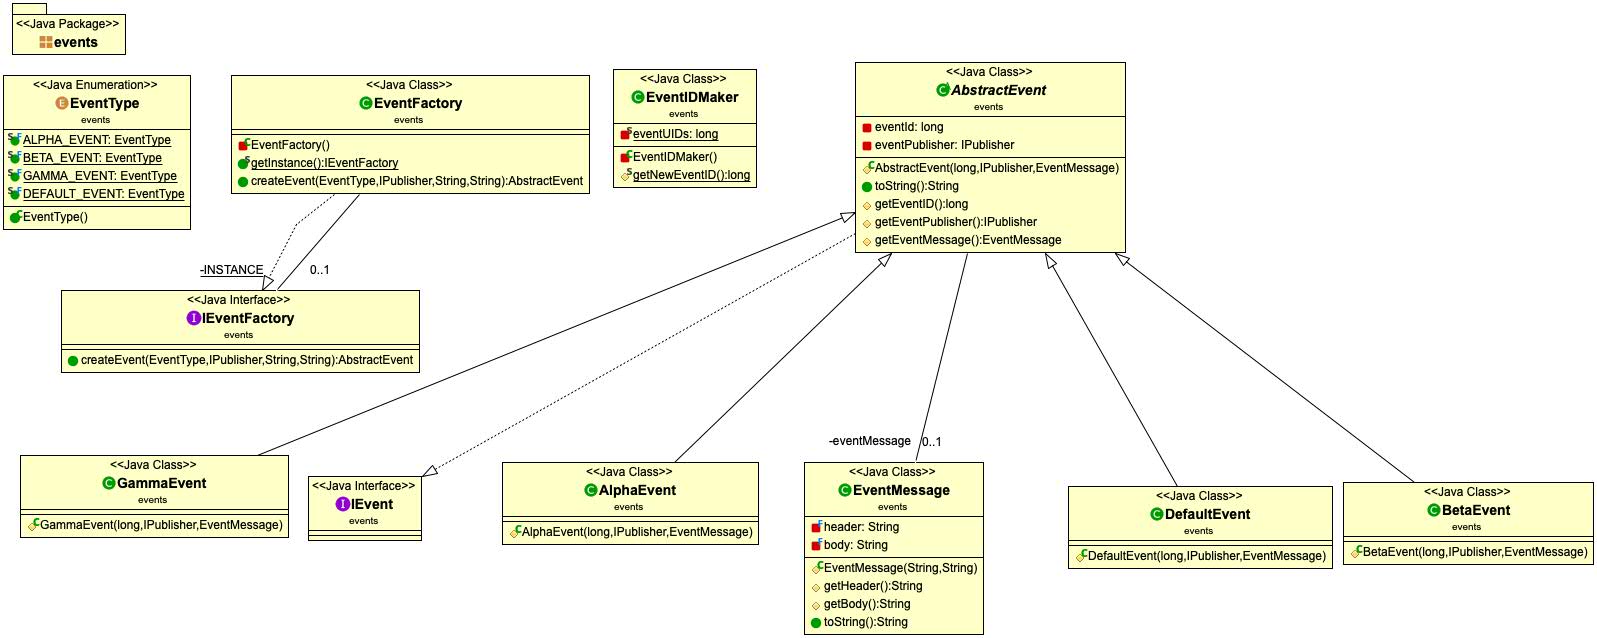 <<Java Package>>
events
<<Java Enumeration>>
EventType
events
ALPHA_EVENT: EventType
BETA_EVENT: EventType
GAMMA_EVENT: EventType
DEFAULT_EVENT: EventType
EventType()
<<Java Class>>
EventFactory
events
EventFactory()
getInstance():IEventFactory
createEvent(EventType,IPublisher,String,String):AbstractEvent
<<Java Class>>
EventIDMaker
events
eventUIDs: long
EventIDMaker()
getNewEventID():long
<<Java Class>>
AbstractEvent
events
eventId: long
eventPublisher: IPublisher
AbstractEvent(long,IPublisher,EventMessage)
toString():String
getEventID():long
getEventPublisher():IPublisher
getEventMessage():EventMessage
-INSTANCE
0..1
<<Java Interface>>
IEventFactory
events
createEvent(EventType,IPublisher,String,String):AbstractEvent
-eventMessage
0..1
<<Java Class>>
GammaEvent
events
GammaEvent(long,IPublisher,EventMessage)
<<Java Interface>>
IEvent
events
<<Java Class>>
AlphaEvent
events
AlphaEvent(long,IPublisher,EventMessage)
<<Java Class>>
EventMessage
events
header: String
body: String
EventMessage(String,String)
getHeader():String
getBody():String
toString():String
<<Java Class>>
DefaultEvent
events
DefaultEvent(long,IPublisher,EventMessage)
<<Java Class>>
BetaEvent
events
BetaEvent(long,IPublisher,EventMessage)